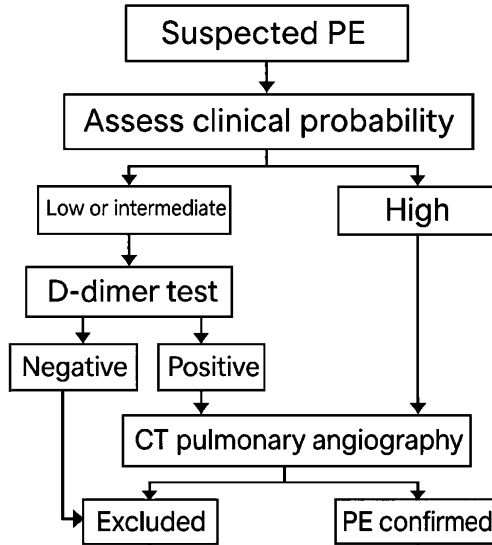 Suspected PE
Assess clinical probability
Low or intermediate
High
D-dimer test
Negative
Positive
CT pulmonary angiography
Excluded
PE confirmed